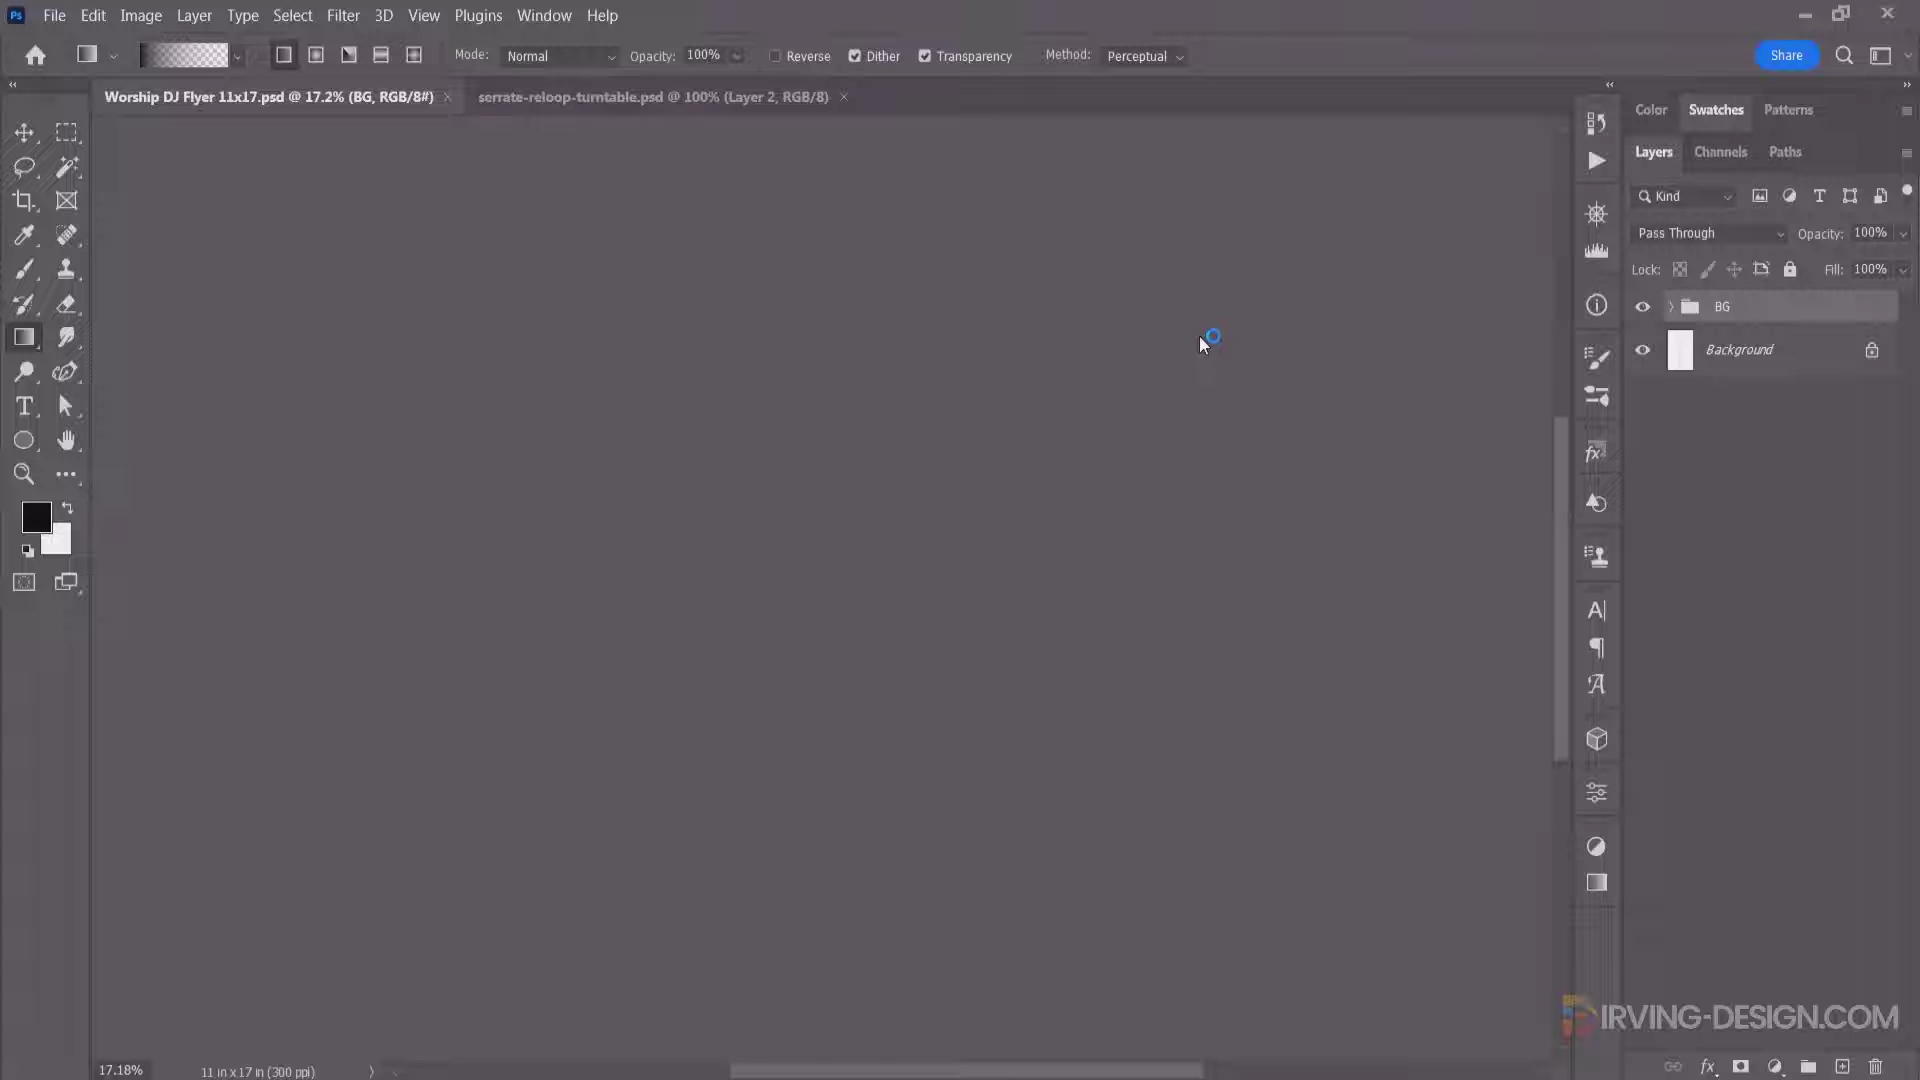 Ps File Edit Image Layer Type Select Filter 3D View Plugins Window Help
Mode: Normal Opacity: 100% Reverse Dither Transparency Method: Perceptual Share
Worship DJ Flyer 11x17.psd @ 17.2% (BG, RGB/8#) × serrate-reloop-turntable.psd @ 100% (Layer 2, RGB/8) ×
Color Swatches Patterns
Layers Channels Paths
Kind
Pass Through Opacity: 100%
Lock: Fill: 100%
BG
Background
IRVING-DESIGN.COM
17.18% 11 in x 17 in (300 ppi)